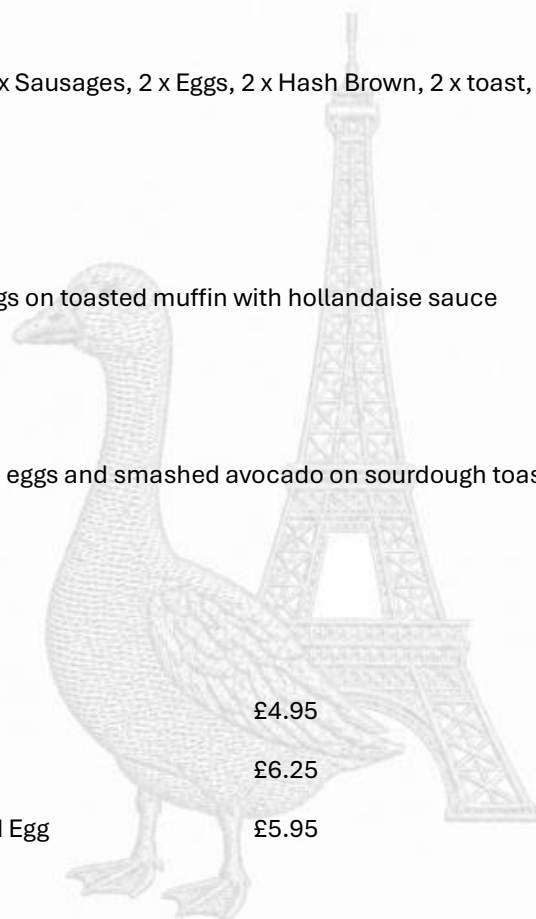 x Sausages, 2 x Eggs, 2 x Hash Brown, 2 x toast,
gs on toasted muffin with hollandaise sauce
eggs and smashed avocado on sourdough toas
£4.95
£6.25
l Egg £5.95